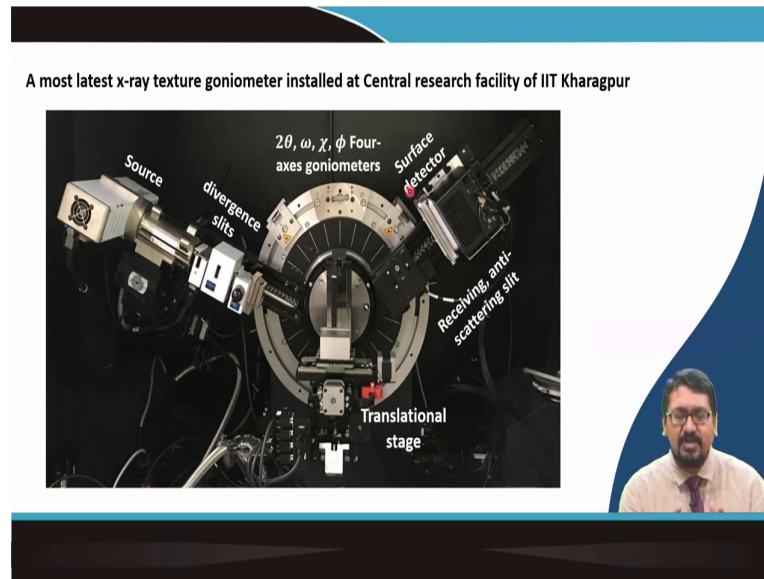 A most latest x-ray texture goniometer installed at Central research facility of IIT Kharagpur
Source
divergence
slits
2θ, ω, χ, ϕ Four-
axes goniometers
Surface
detector
Receiving, anti-
scattering slit
Translational
stage